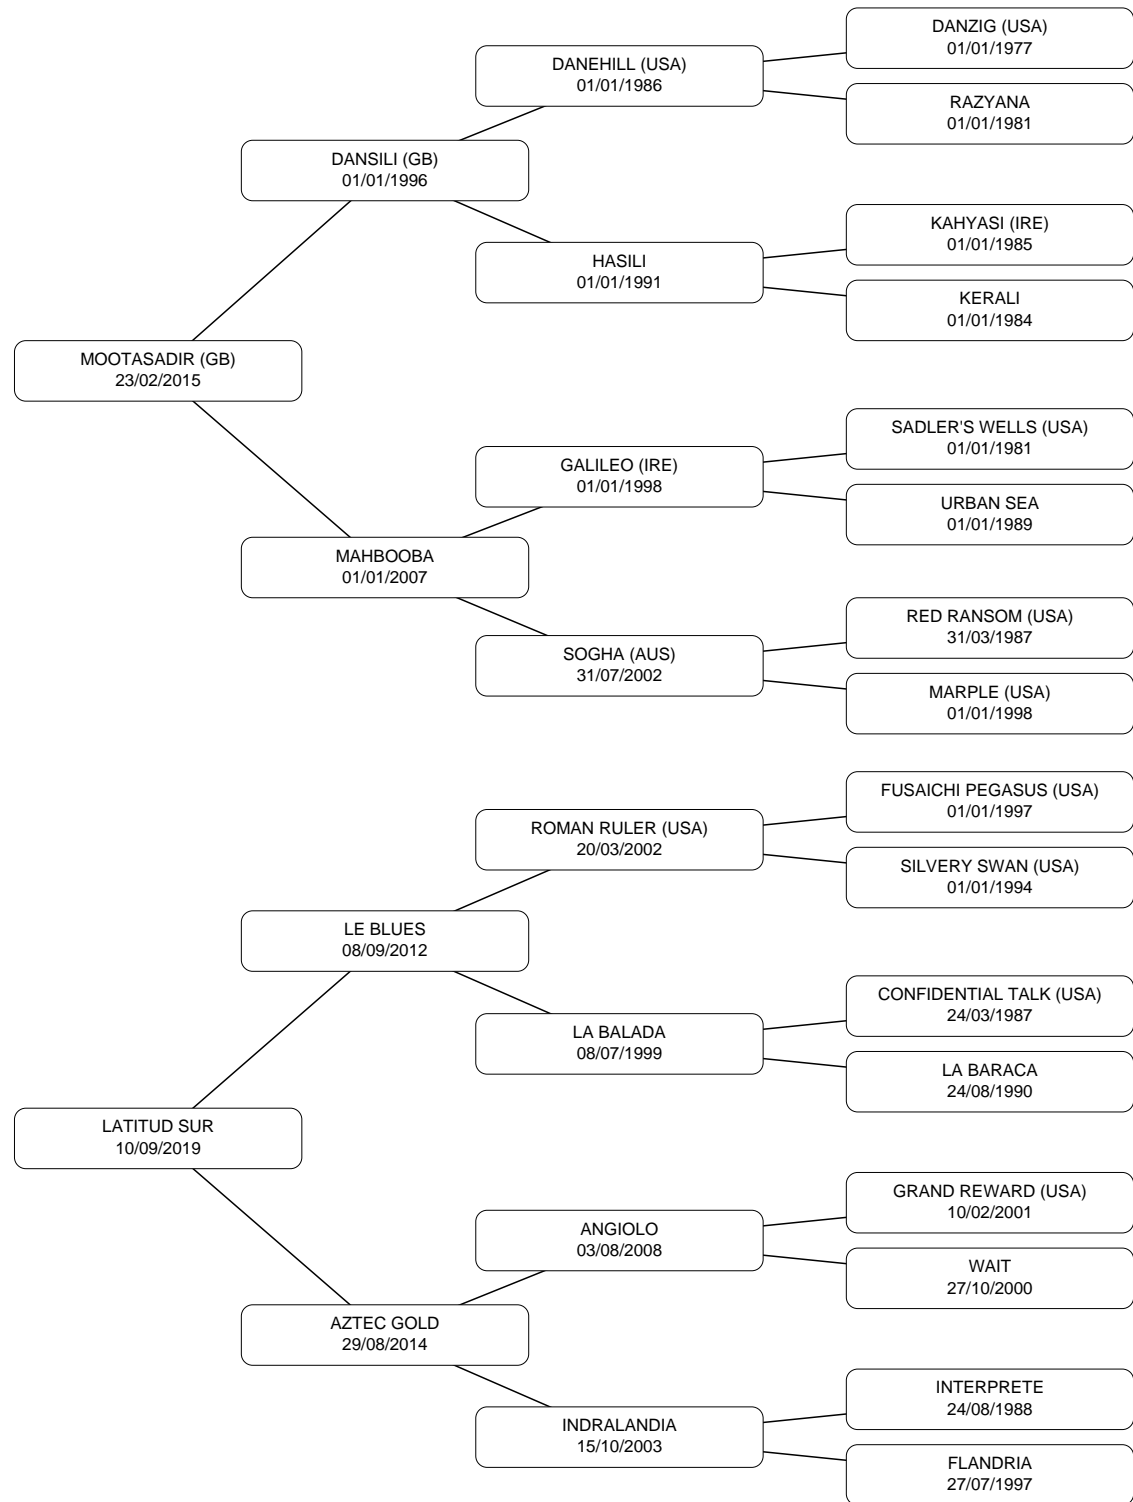 DANZIG (USA)
01/01/1977
DANEHILL (USA)
01/01/1986
RAZYANA
01/01/1981
DANSILI (GB)
01/01/1996
KAHYASI (IRE)
01/01/1985
HASILI
01/01/1991
KERALI
01/01/1984
MOOTASADIR (GB)
23/02/2015
SADLER'S WELLS (USA)
01/01/1981
GALILEO (IRE)
01/01/1998
URBAN SEA
01/01/1989
MAHBOOBA
01/01/2007
RED RANSOM (USA)
31/03/1987
SOGHA (AUS)
31/07/2002
MARPLE (USA)
01/01/1998
FUSAICHI PEGASUS (USA)
01/01/1997
ROMAN RULER (USA)
20/03/2002
SILVERY SWAN (USA)
01/01/1994
LE BLUES
08/09/2012
CONFIDENTIAL TALK (USA)
24/03/1987
LA BALADA
08/07/1999
LA BARACA
24/08/1990
LATITUD SUR
10/09/2019
GRAND REWARD (USA)
10/02/2001
ANGIOLO
03/08/2008
WAIT
27/10/2000
AZTEC GOLD
29/08/2014
INTERPRETE
24/08/1988
INDRALANDIA
15/10/2003
FLANDRIA
27/07/1997